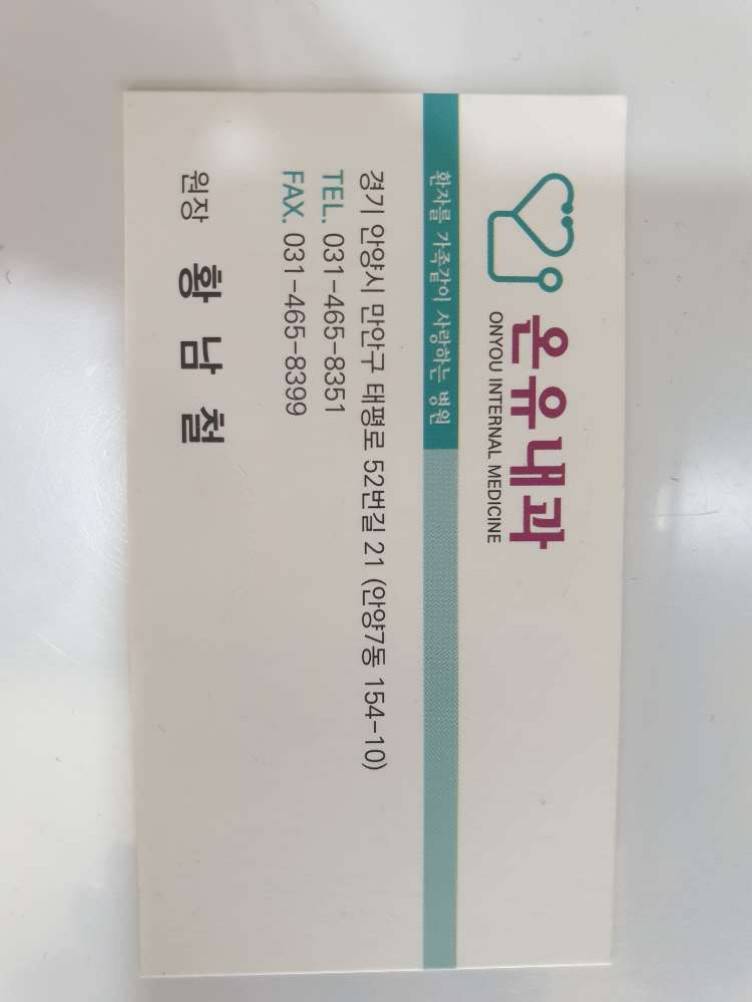 온유내과
ONYOU INTERNAL MEDICINE
환자를 가족같이 사랑하는 병원
경기 안양시 만안구 태평로 52번길 21 (안양7동 154-10)
TEL. 031-465-8351
FAX. 031-465-8399
원장 황남철